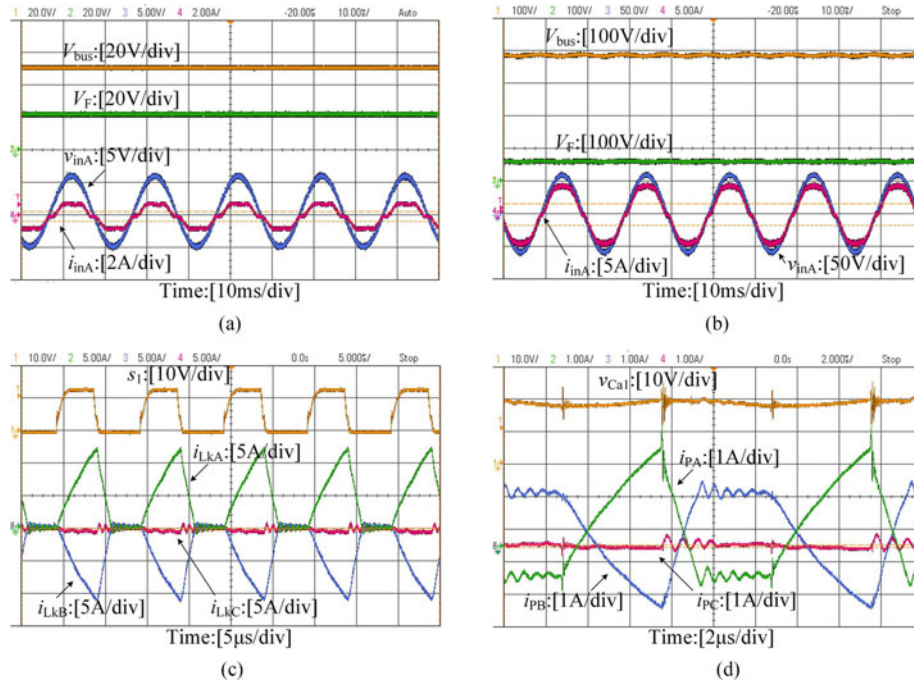 1 20.0V/ 2 20.0V/ 3 5.00V/ 4 2.00A/ -20.00% 10.00%/ Auto
Vbus:[20V/div]
VF:[20V/div]
vinA:[5V/div]
iinA:[2A/div]
Time:[10ms/div]
(a)
1 100V/ 2 100V/ 3 50.0V/ 4 5.00A/ -20.00% 10.00%/ Stop
Vbus:[100V/div]
VF:[100V/div]
iinA:[5A/div]
vinA:[50V/div]
Time:[10ms/div]
(b)
1 10.0V/ 2 5.00A/ 3 5.00A/ 4 5.00A/ 0.0s 5.000%/ Stop
s1:[10V/div]
iLkA:[5A/div]
iLkB:[5A/div]
iLkC:[5A/div]
Time:[5μs/div]
(c)
1 10.0V/ 2 1.00A/ 3 1.00A/ 4 1.00A/ 0.0s 2.000%/ Stop
vCa1:[10V/div]
iPA:[1A/div]
iPB:[1A/div]
iPC:[1A/div]
Time:[2μs/div]
(d)